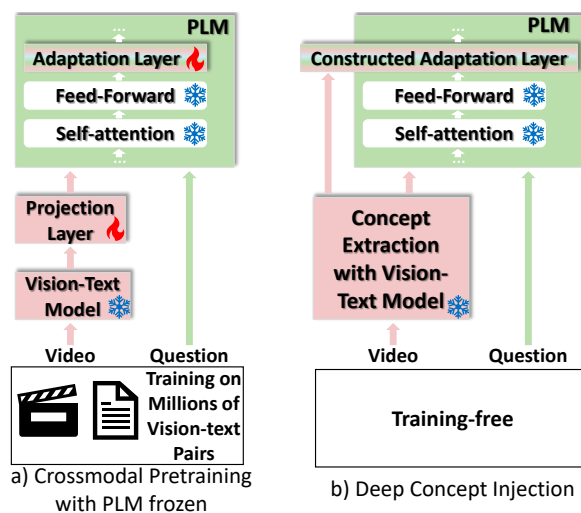 PLM
...
Adaptation Layer
Feed-Forward
Self-attention
...
Projection
Layer
Vision-Text
Model
Video
Question
Training on
Millions of
Vision-text
Pairs
a) Crossmodal Pretraining
with PLM frozen
PLM
...
Constructed Adaptation Layer
Feed-Forward
Self-attention
...
Concept
Extraction
with Vision-
Text Model
Video
Question
Training-free
b) Deep Concept Injection